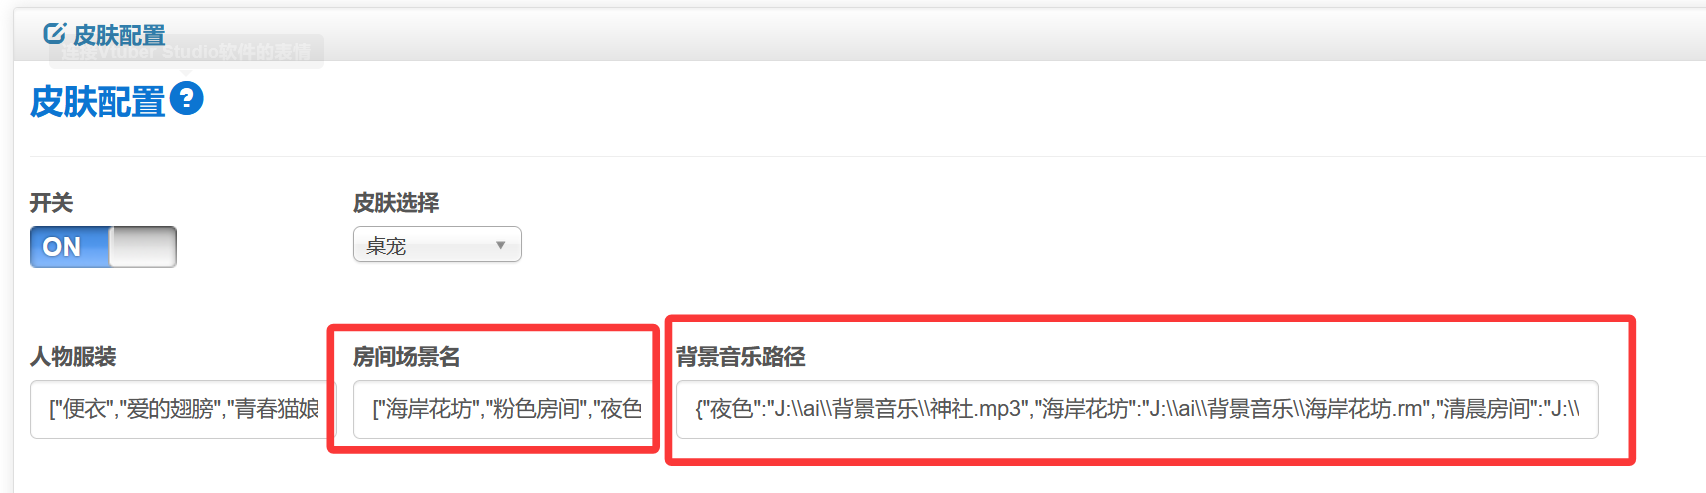 皮肤配置
连接Vtuber Studio软件的表情
皮肤配置?
开关
皮肤选择
ON
桌宠
人物服装
房间场景名
背景音乐路径
["便衣","爱的翅膀","青春猫娘
["海岸花坊","粉色房间","夜色
{"夜色":"J:\\ai\\背景音乐\\神社.mp3","海岸花坊":"J:\\ai\\背景音乐\\海岸花坊.rm","清晨房间":"J:\\